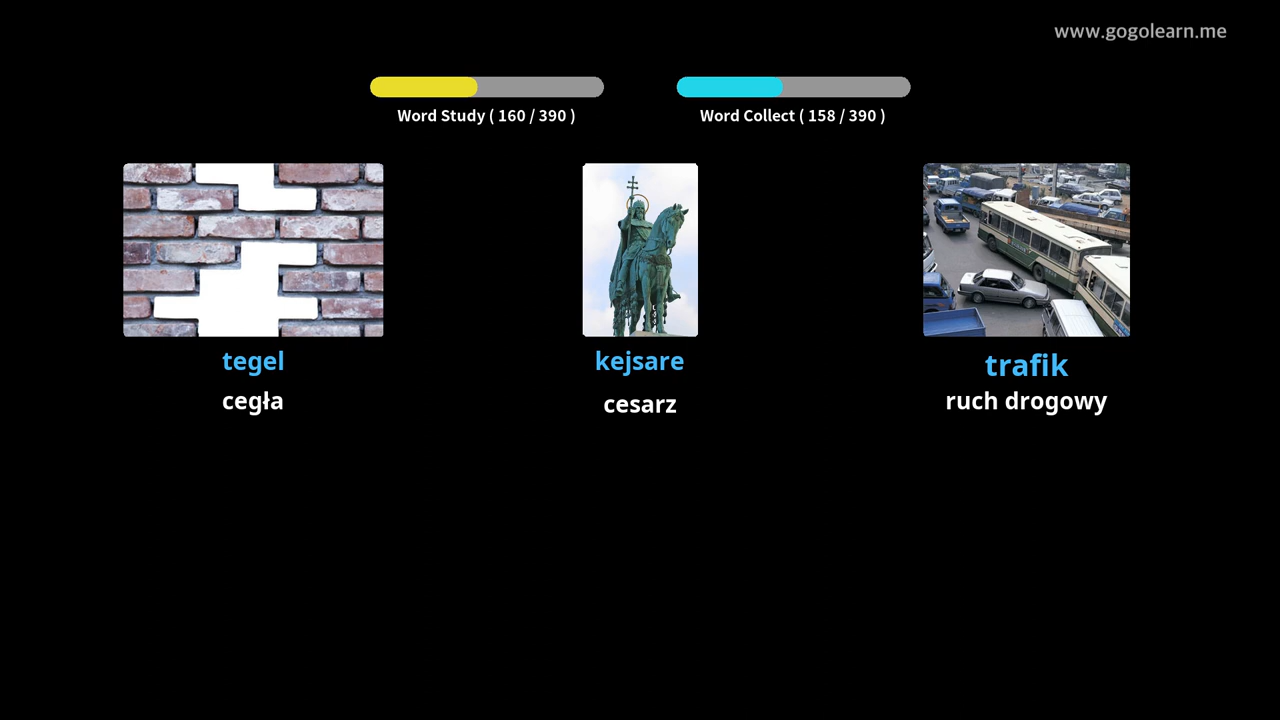 www.gogolearn.me
Word Study ( 160 / 390 )
Word Collect ( 158 / 390 )
tegel
cegła
kejsare
cesarz
trafik
ruch drogowy